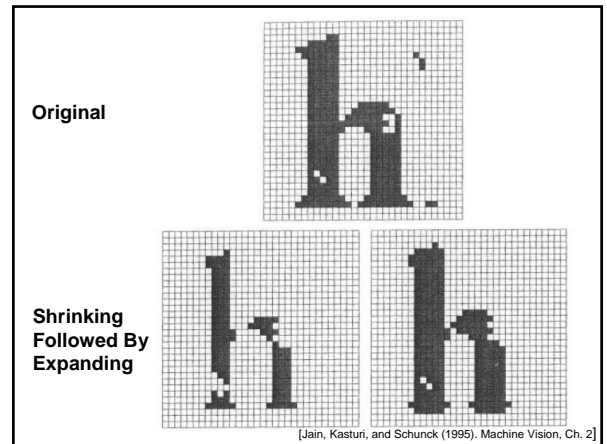 Original
Shrinking
Followed By
Expanding
[Jain, Kasturi, and Schunck (1995). Machine Vision, Ch. 2]